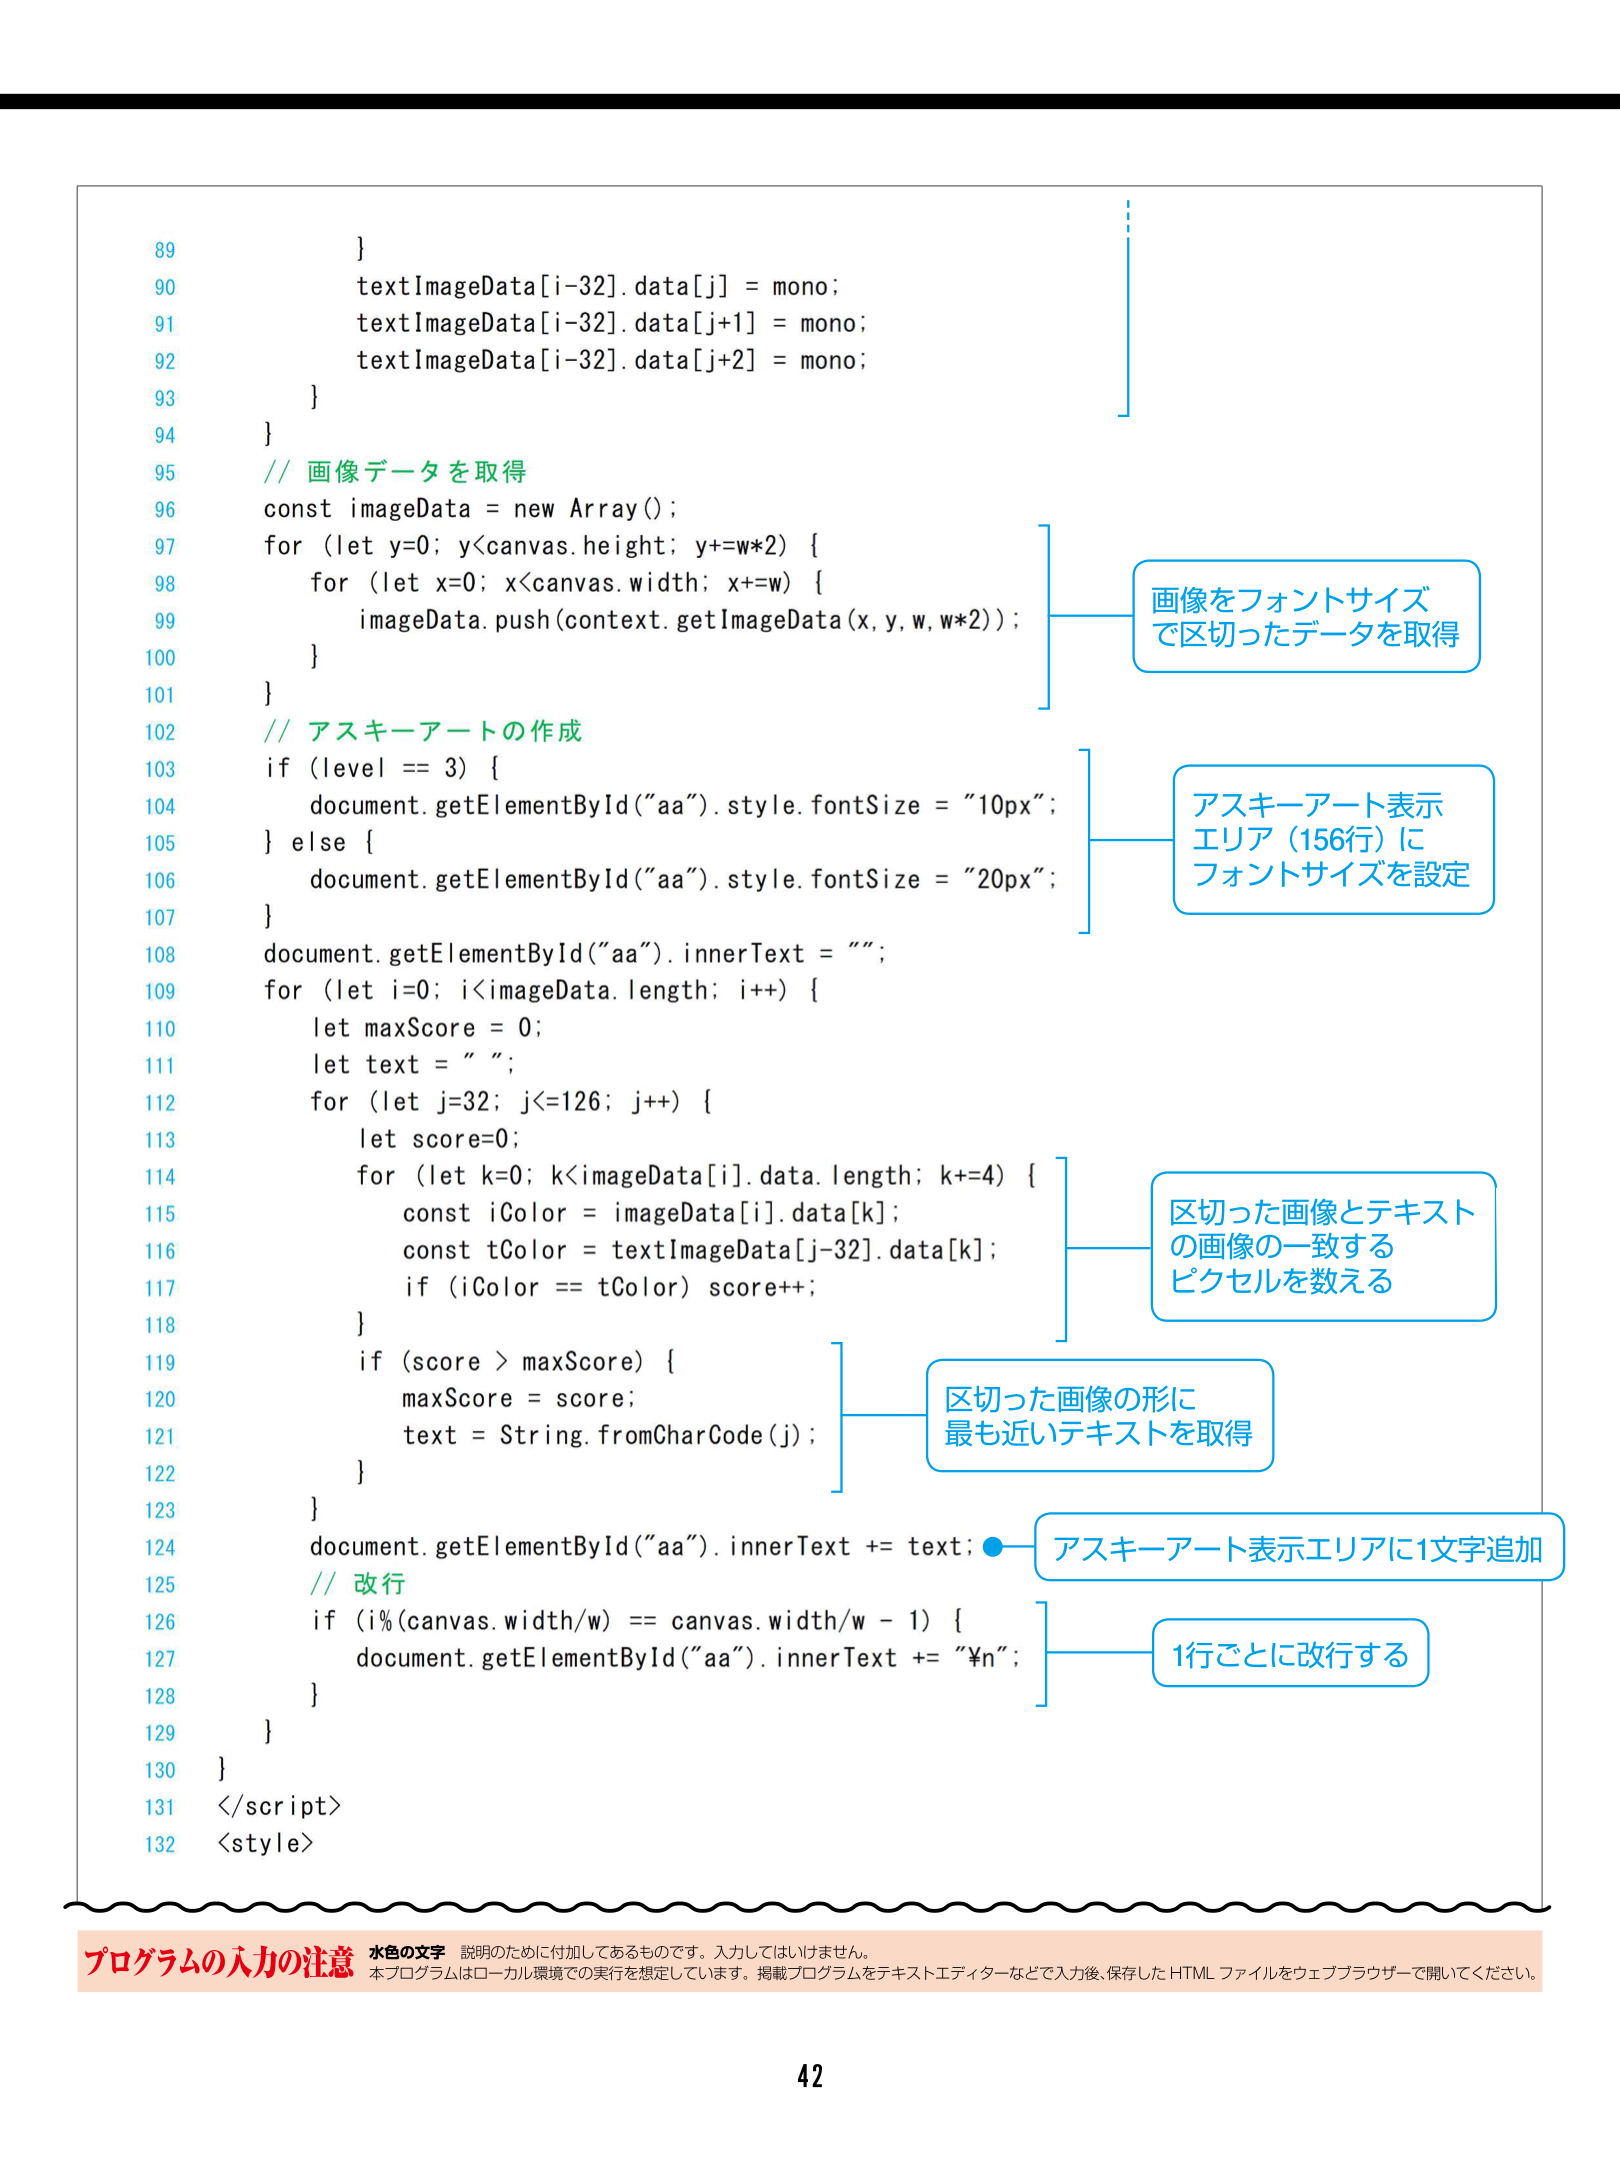 89 }
90 textImageData[i-32].data[j] = mono;
91 textImageData[i-32].data[j+1] = mono;
92 textImageData[i-32].data[j+2] = mono;
93 }
94 }
95 // 画像データを取得
96 const imageData = new Array();
97 for (let y=0; y<canvas.height; y+=w*2) {
98 for (let x=0; x<canvas.width; x+=w) {
99 imageData.push(context.getImageData(x,y,w,w*2));
100 }
101 }
画像をフォントサイズ
で区切ったデータを取得
102 // アスキーアートの作成
103 if (level == 3) {
104 document.getElementById("aa").style.fontSize = "10px";
105 } else {
106 document.getElementById("aa").style.fontSize = "20px";
107 }
アスキーアート表示
エリア（156行）に
フォントサイズを設定
108 document.getElementById("aa").innerText = "";
109 for (let i=0; i<imageData.length; i++) {
110 let maxScore = 0;
111 let text = " ";
112 for (let j=32; j<=126; j++) {
113 let score=0;
114 for (let k=0; k<imageData[i].data.length; k+=4) {
115 const iColor = imageData[i].data[k];
116 const tColor = textImageData[j-32].data[k];
117 if (iColor == tColor) score++;
118 }
区切った画像とテキスト
の画像の一致する
ピクセルを数える
119 if (score > maxScore) {
120 maxScore = score;
121 text = String.fromCharCode(j);
122 }
区切った画像の形に
最も近いテキストを取得
123 }
124 document.getElementById("aa").innerText += text;
アスキーアート表示エリアに1文字追加
125 // 改行
126 if (i%(canvas.width/w) == canvas.width/w - 1) {
127 document.getElementById("aa").innerText += "¥n";
128 }
1行ごとに改行する
129 }
130 }
131 </script>
132 <style>
プログラムの入力の注意
水色の文字 説明のために付加してあるものです。入力してはいけません。
本プログラムはローカル環境での実行を想定しています。掲載プログラムをテキストエディターなどで入力後、保存した HTML ファイルをウェブブラウザーで開いてください。
42